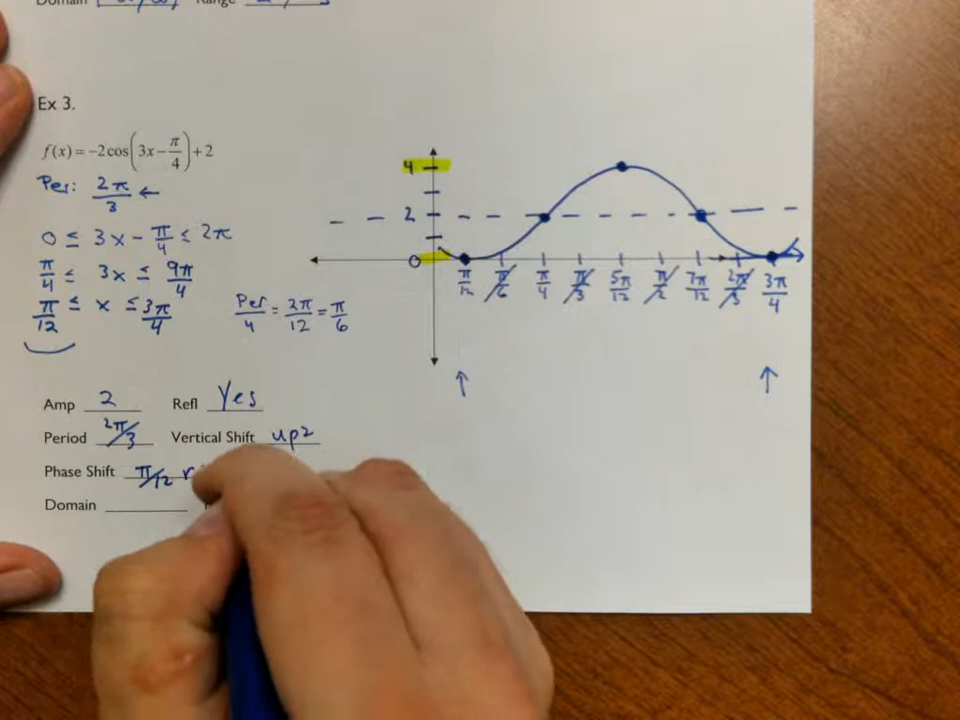 Domain Range
Ex 3.
f(x) = -2cos(3x - π/4) + 2
Per: 2π/3 ←
0 ≤ 3x - π/4 ≤ 2π
π/4 ≤ 3x ≤ 9π/4
π/12 ≤ x ≤ 3π/4
Per/4 = 2π/12 = π/6
4
2
0
π/12 π/6 π/4 π/3 5π/12 π/2 7π/12 2π/3 3π/4
Amp 2 Refl Yes
Period 2π/3 Vertical Shift up 2
Phase Shift π/12 r
Domain